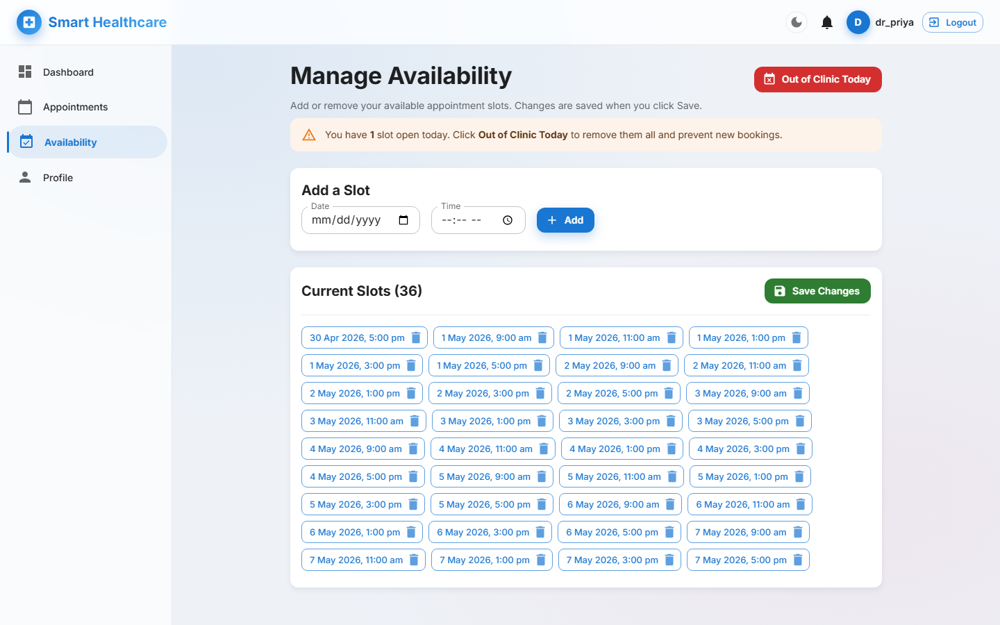 Smart Healthcare
D dr_priya Logout
Dashboard
Appointments
Availability
Profile
Manage Availability
Out of Clinic Today
Add or remove your available appointment slots. Changes are saved when you click Save.
You have 1 slot open today. Click Out of Clinic Today to remove them all and prevent new bookings.
Add a Slot
Date Time
mm/dd/yyyy --:-- -- Add
Current Slots (36)
Save Changes
30 Apr 2026, 5:00 pm 1 May 2026, 9:00 am 1 May 2026, 11:00 am 1 May 2026, 1:00 pm
1 May 2026, 3:00 pm 1 May 2026, 5:00 pm 2 May 2026, 9:00 am 2 May 2026, 11:00 am
2 May 2026, 1:00 pm 2 May 2026, 3:00 pm 2 May 2026, 5:00 pm 3 May 2026, 9:00 am
3 May 2026, 11:00 am 3 May 2026, 1:00 pm 3 May 2026, 3:00 pm 3 May 2026, 5:00 pm
4 May 2026, 9:00 am 4 May 2026, 11:00 am 4 May 2026, 1:00 pm 4 May 2026, 3:00 pm
4 May 2026, 5:00 pm 5 May 2026, 9:00 am 5 May 2026, 11:00 am 5 May 2026, 1:00 pm
5 May 2026, 3:00 pm 5 May 2026, 5:00 pm 6 May 2026, 9:00 am 6 May 2026, 11:00 am
6 May 2026, 1:00 pm 6 May 2026, 3:00 pm 6 May 2026, 5:00 pm 7 May 2026, 9:00 am
7 May 2026, 11:00 am 7 May 2026, 1:00 pm 7 May 2026, 3:00 pm 7 May 2026, 5:00 pm